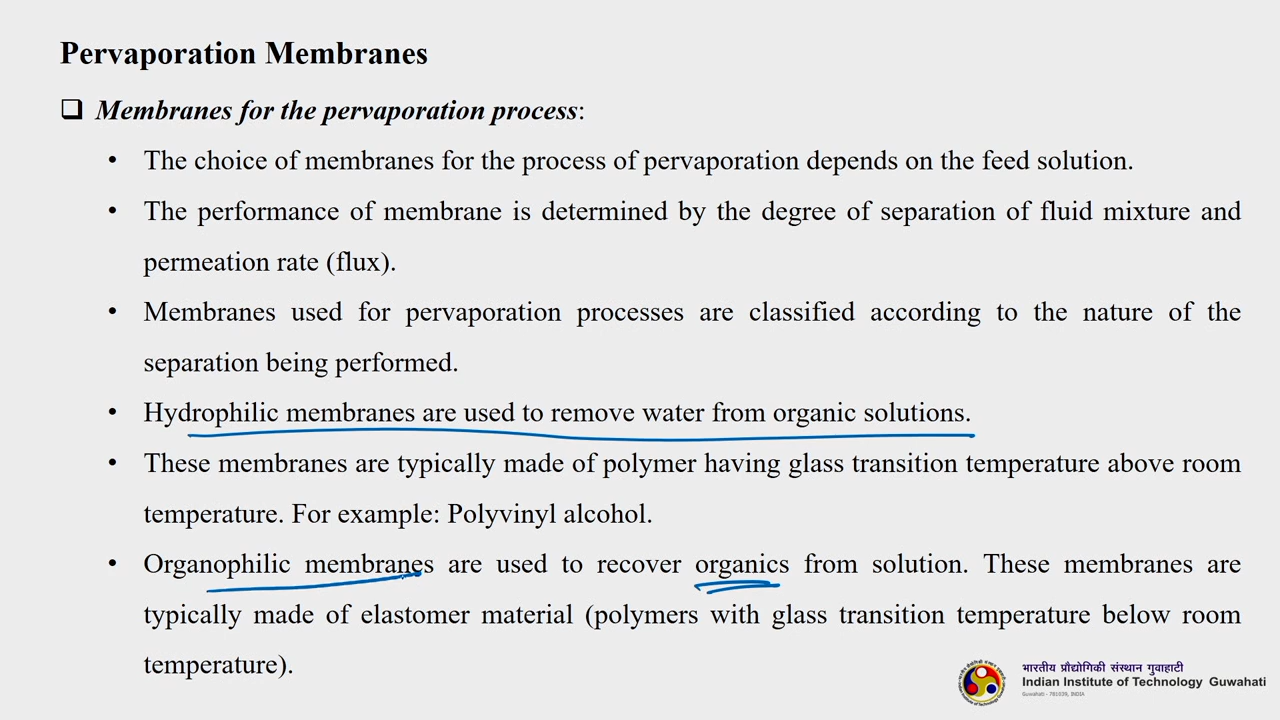 Pervaporation Membranes
❑ Membranes for the pervaporation process:
• The choice of membranes for the process of pervaporation depends on the feed solution.
• The performance of membrane is determined by the degree of separation of fluid mixture and
permeation rate (flux).
• Membranes used for pervaporation processes are classified according to the nature of the
separation being performed.
• Hydrophilic membranes are used to remove water from organic solutions.
• These membranes are typically made of polymer having glass transition temperature above room
temperature. For example: Polyvinyl alcohol.
• Organophilic membranes are used to recover organics from solution. These membranes are
typically made of elastomer material (polymers with glass transition temperature below room
temperature).
भारतीय प्रौद्योगिकी संस्थान गुवाहाटी
Indian Institute of Technology Guwahati
Guwahati - 781039, INDIA